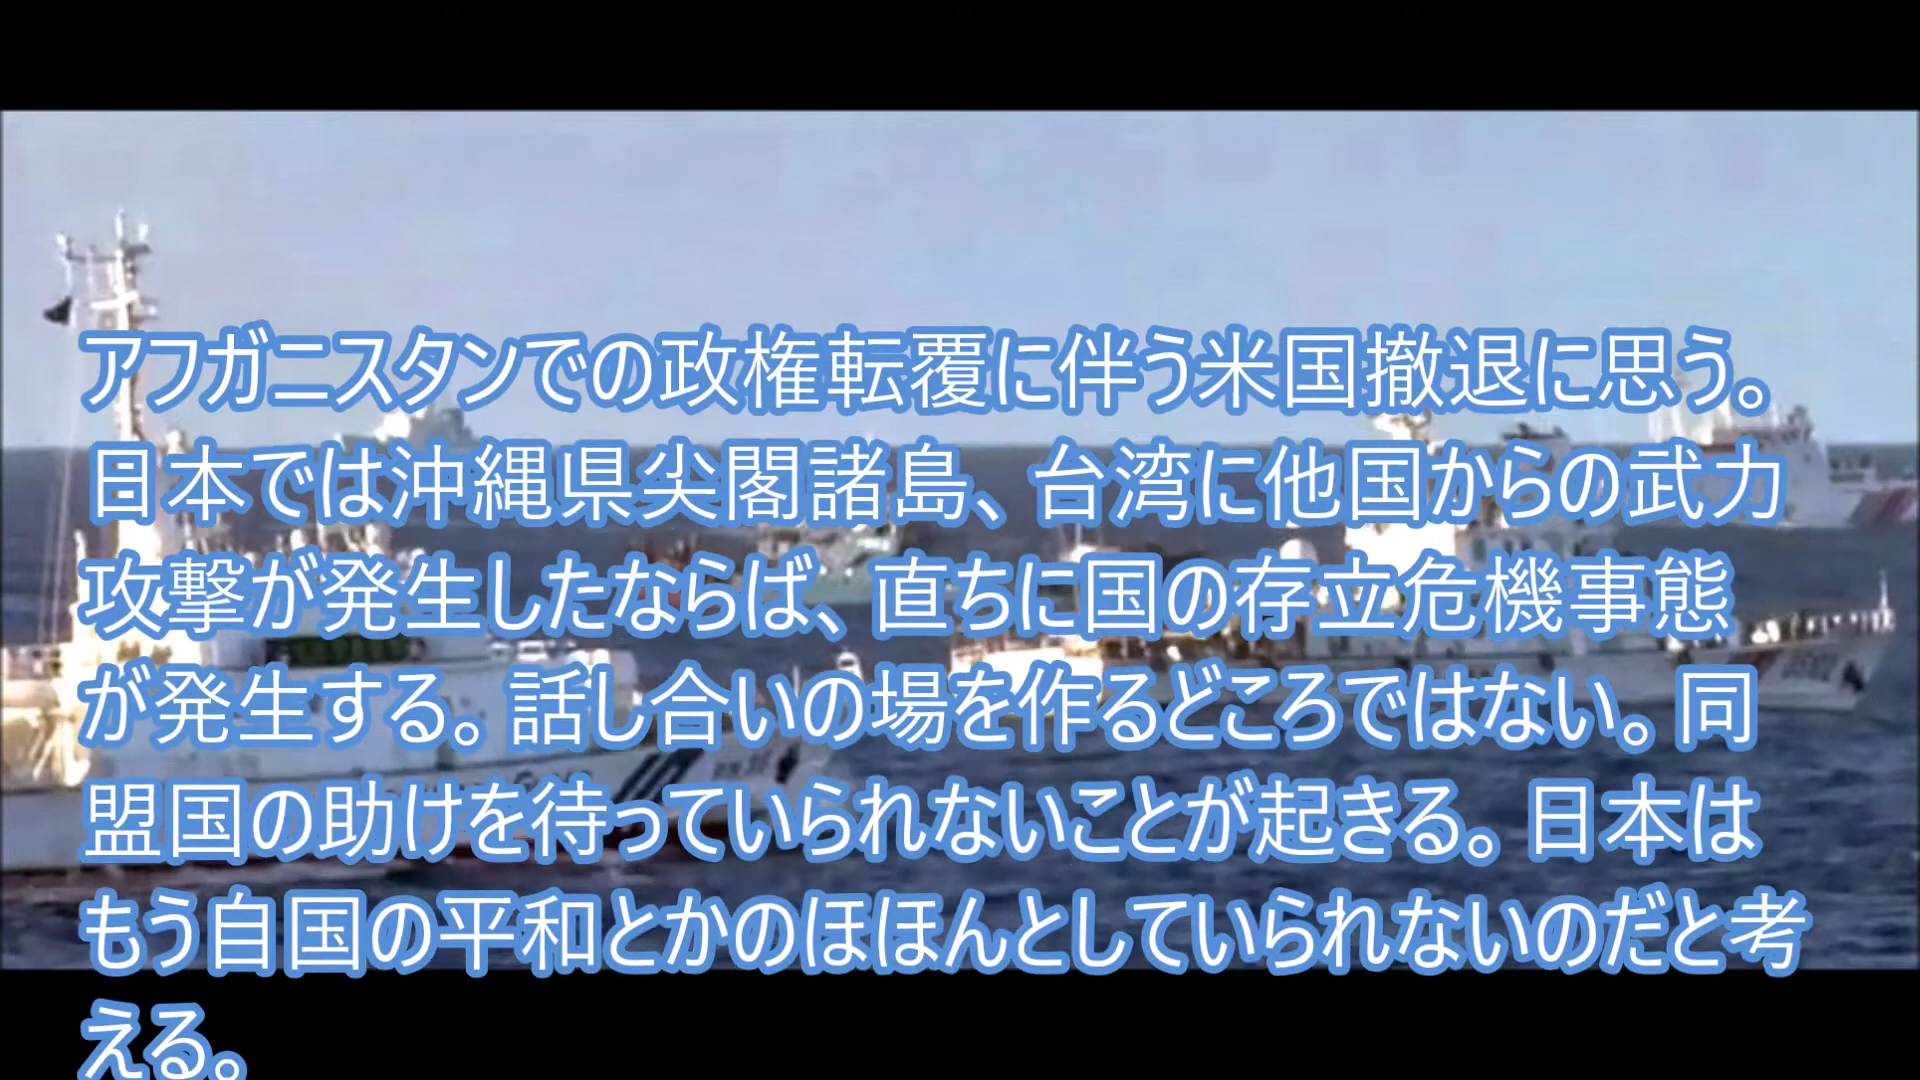 アフガニスタンでの政権転覆に伴う米国撤退に思う。
日本では沖縄県尖閣諸島、台湾に他国からの武力
攻撃が発生したならば、直ちに国の存立危機事態
が発生する。話し合いの場を作るどころではない。同
盟国の助けを待っていられないことが起きる。日本は
もう自国の平和とかのほほんとしていられないのだと考
える。